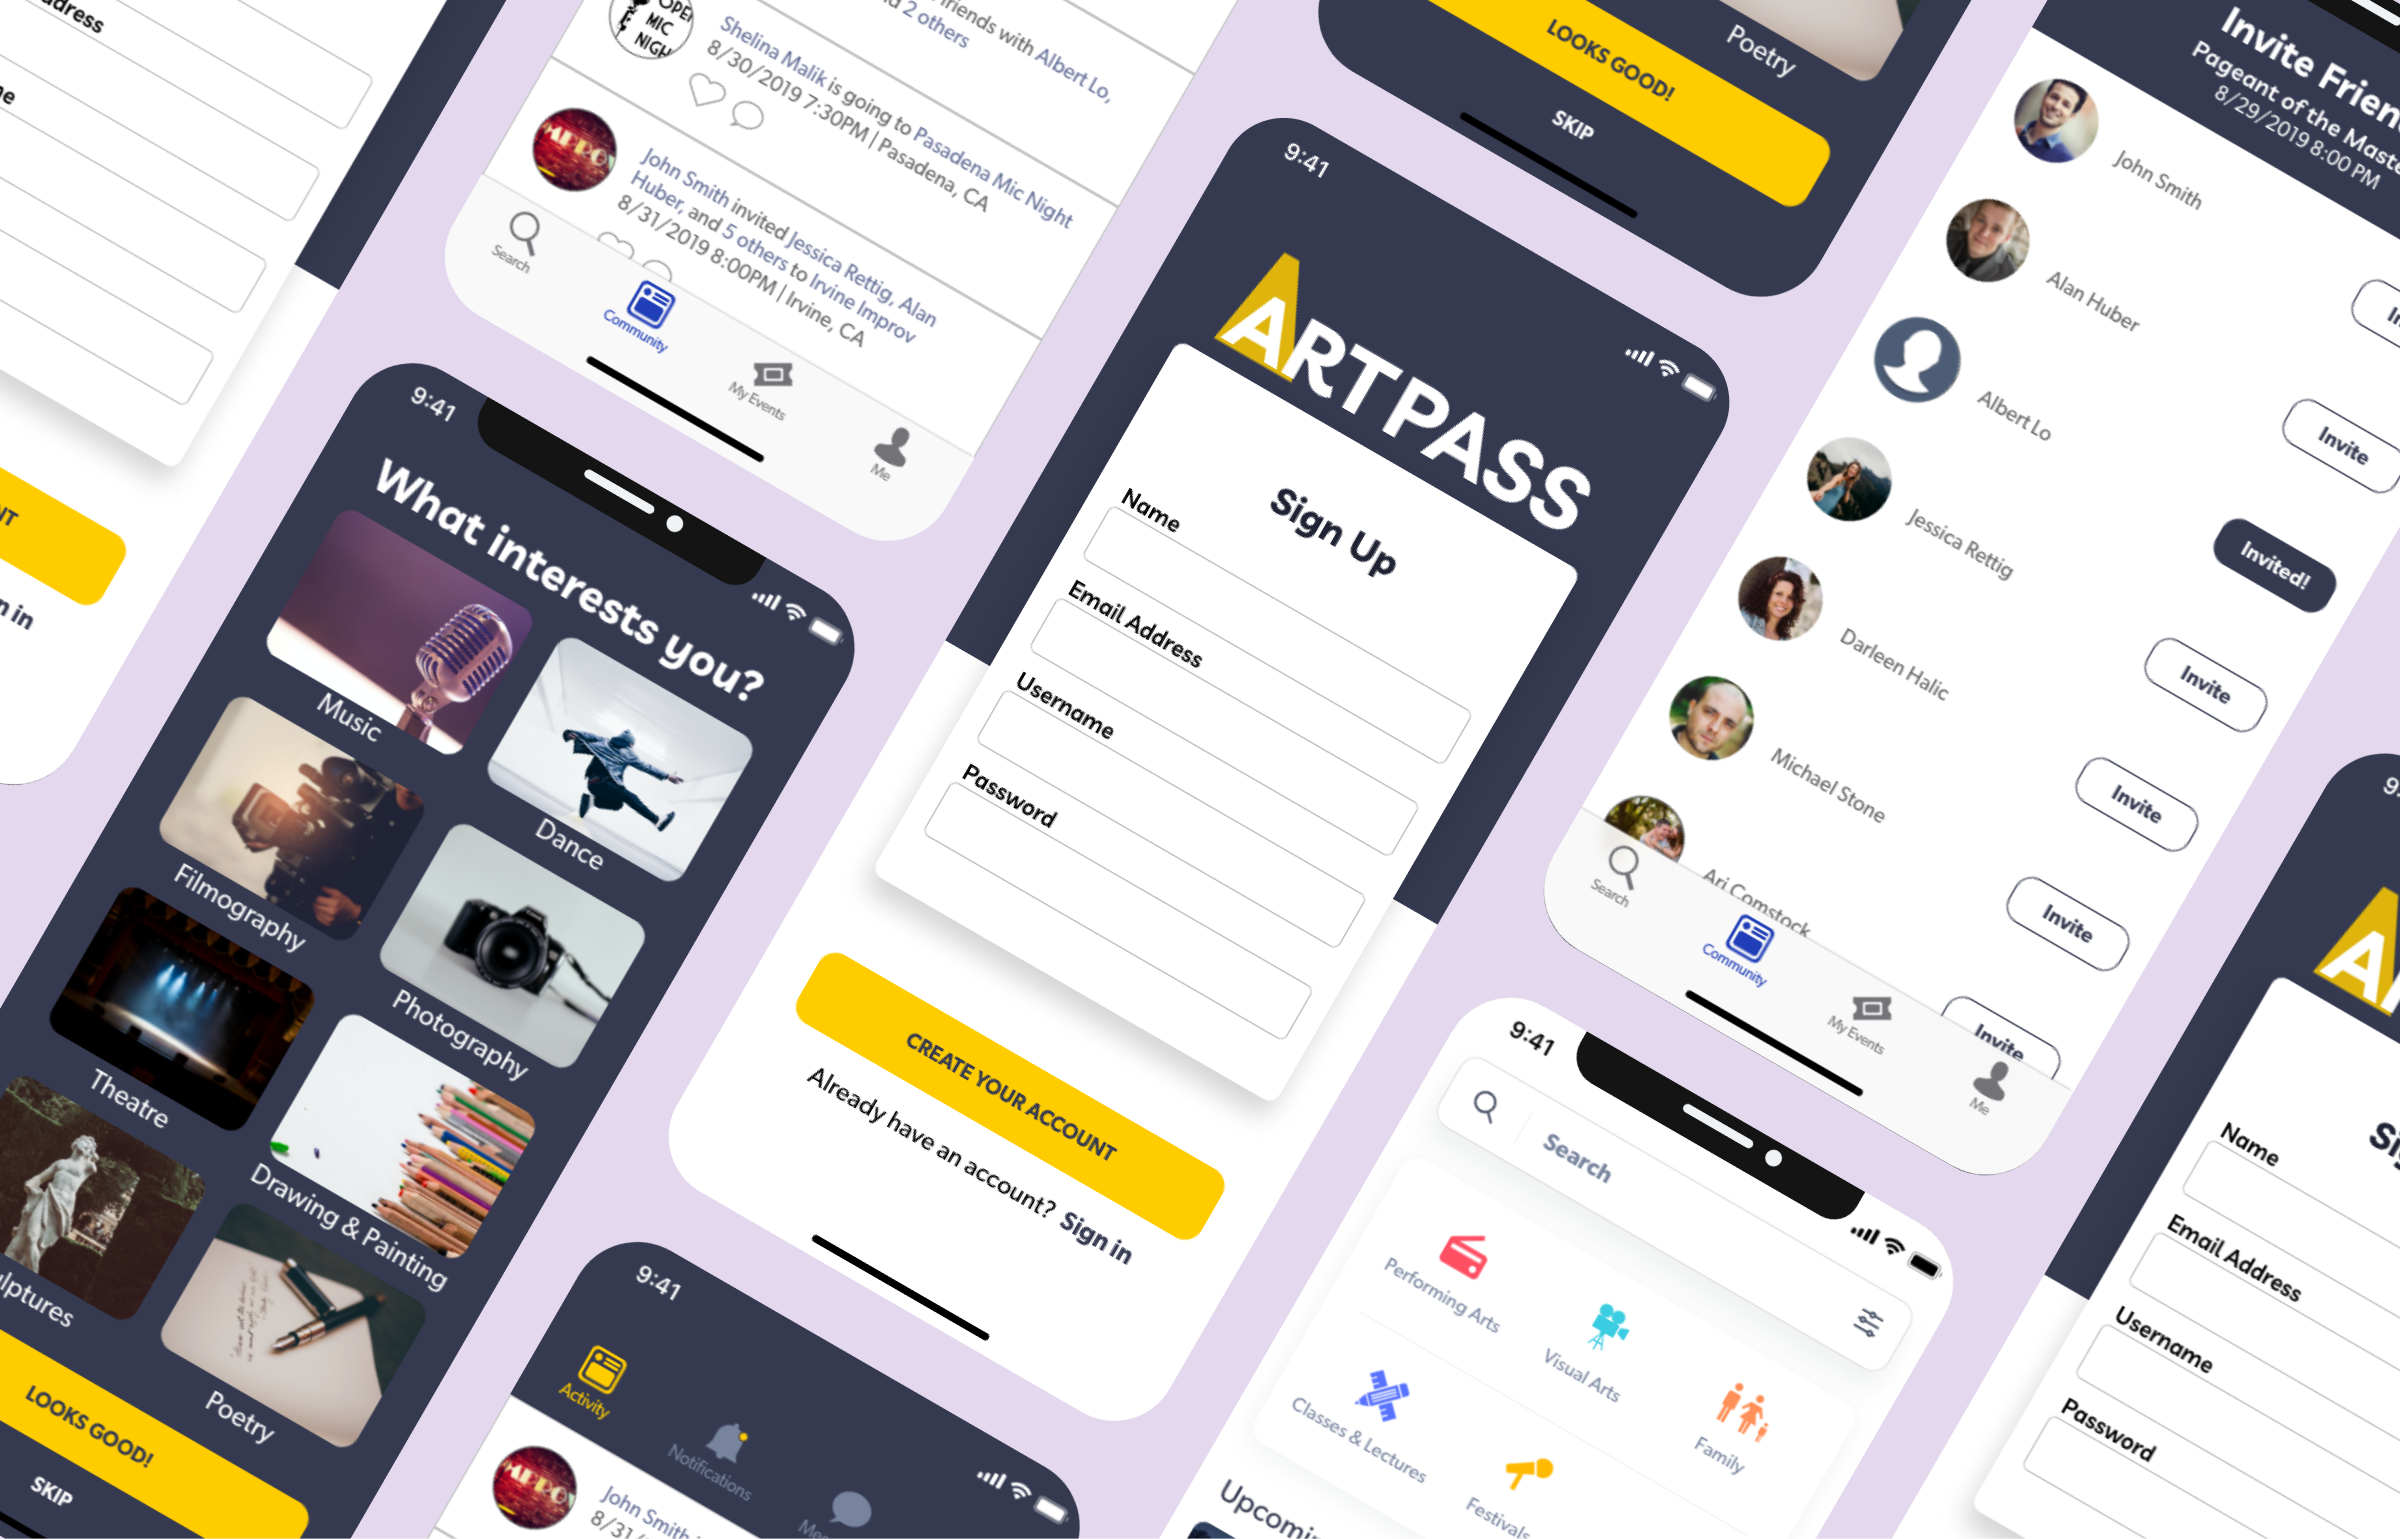 Shelina Malik is going to Pasadena Mic Night
8/30/2019 7:30PM | Pasadena, CA
John Smith invited Jessica Rettig, Alan
Huber, and 5 others to Irvine Improv
8/31/2019 8:00PM | Irvine, CA
friends with Albert Lo,
2 others
OPEN
MIC
NIGH
IMPROV
Search
Community
My Events
Me
in in
9:41
What interests you?
Music
Dance
Filmography
Photography
Theatre
Drawing & Painting
lptures
Poetry
LOOKS GOOD!
SKIP
Poetry
LOOKS GOOD!
SKIP
9:41
ARTPASS
Sign Up
Name
Email Address
Username
Password
CREATE YOUR ACCOUNT
Already have an account? Sign in
9:41
Activity
Notifications
John Smith
8/31/
Invite Frien
Pageant of the Maste
8/29/2019 8:00 PM
John Smith
Alan Huber
Albert Lo
Jessica Rettig
Darleen Halic
Michael Stone
Ari Comstock
In
Invite
Invited!
Invite
Invite
Invite
Invite
Search
Community
My Events
Me
9:41
Search
Performing Arts
Visual Arts
Family
Classes & Lectures
Festivals
Upcomin
9:
A
Si
Name
Email Address
Username
Password